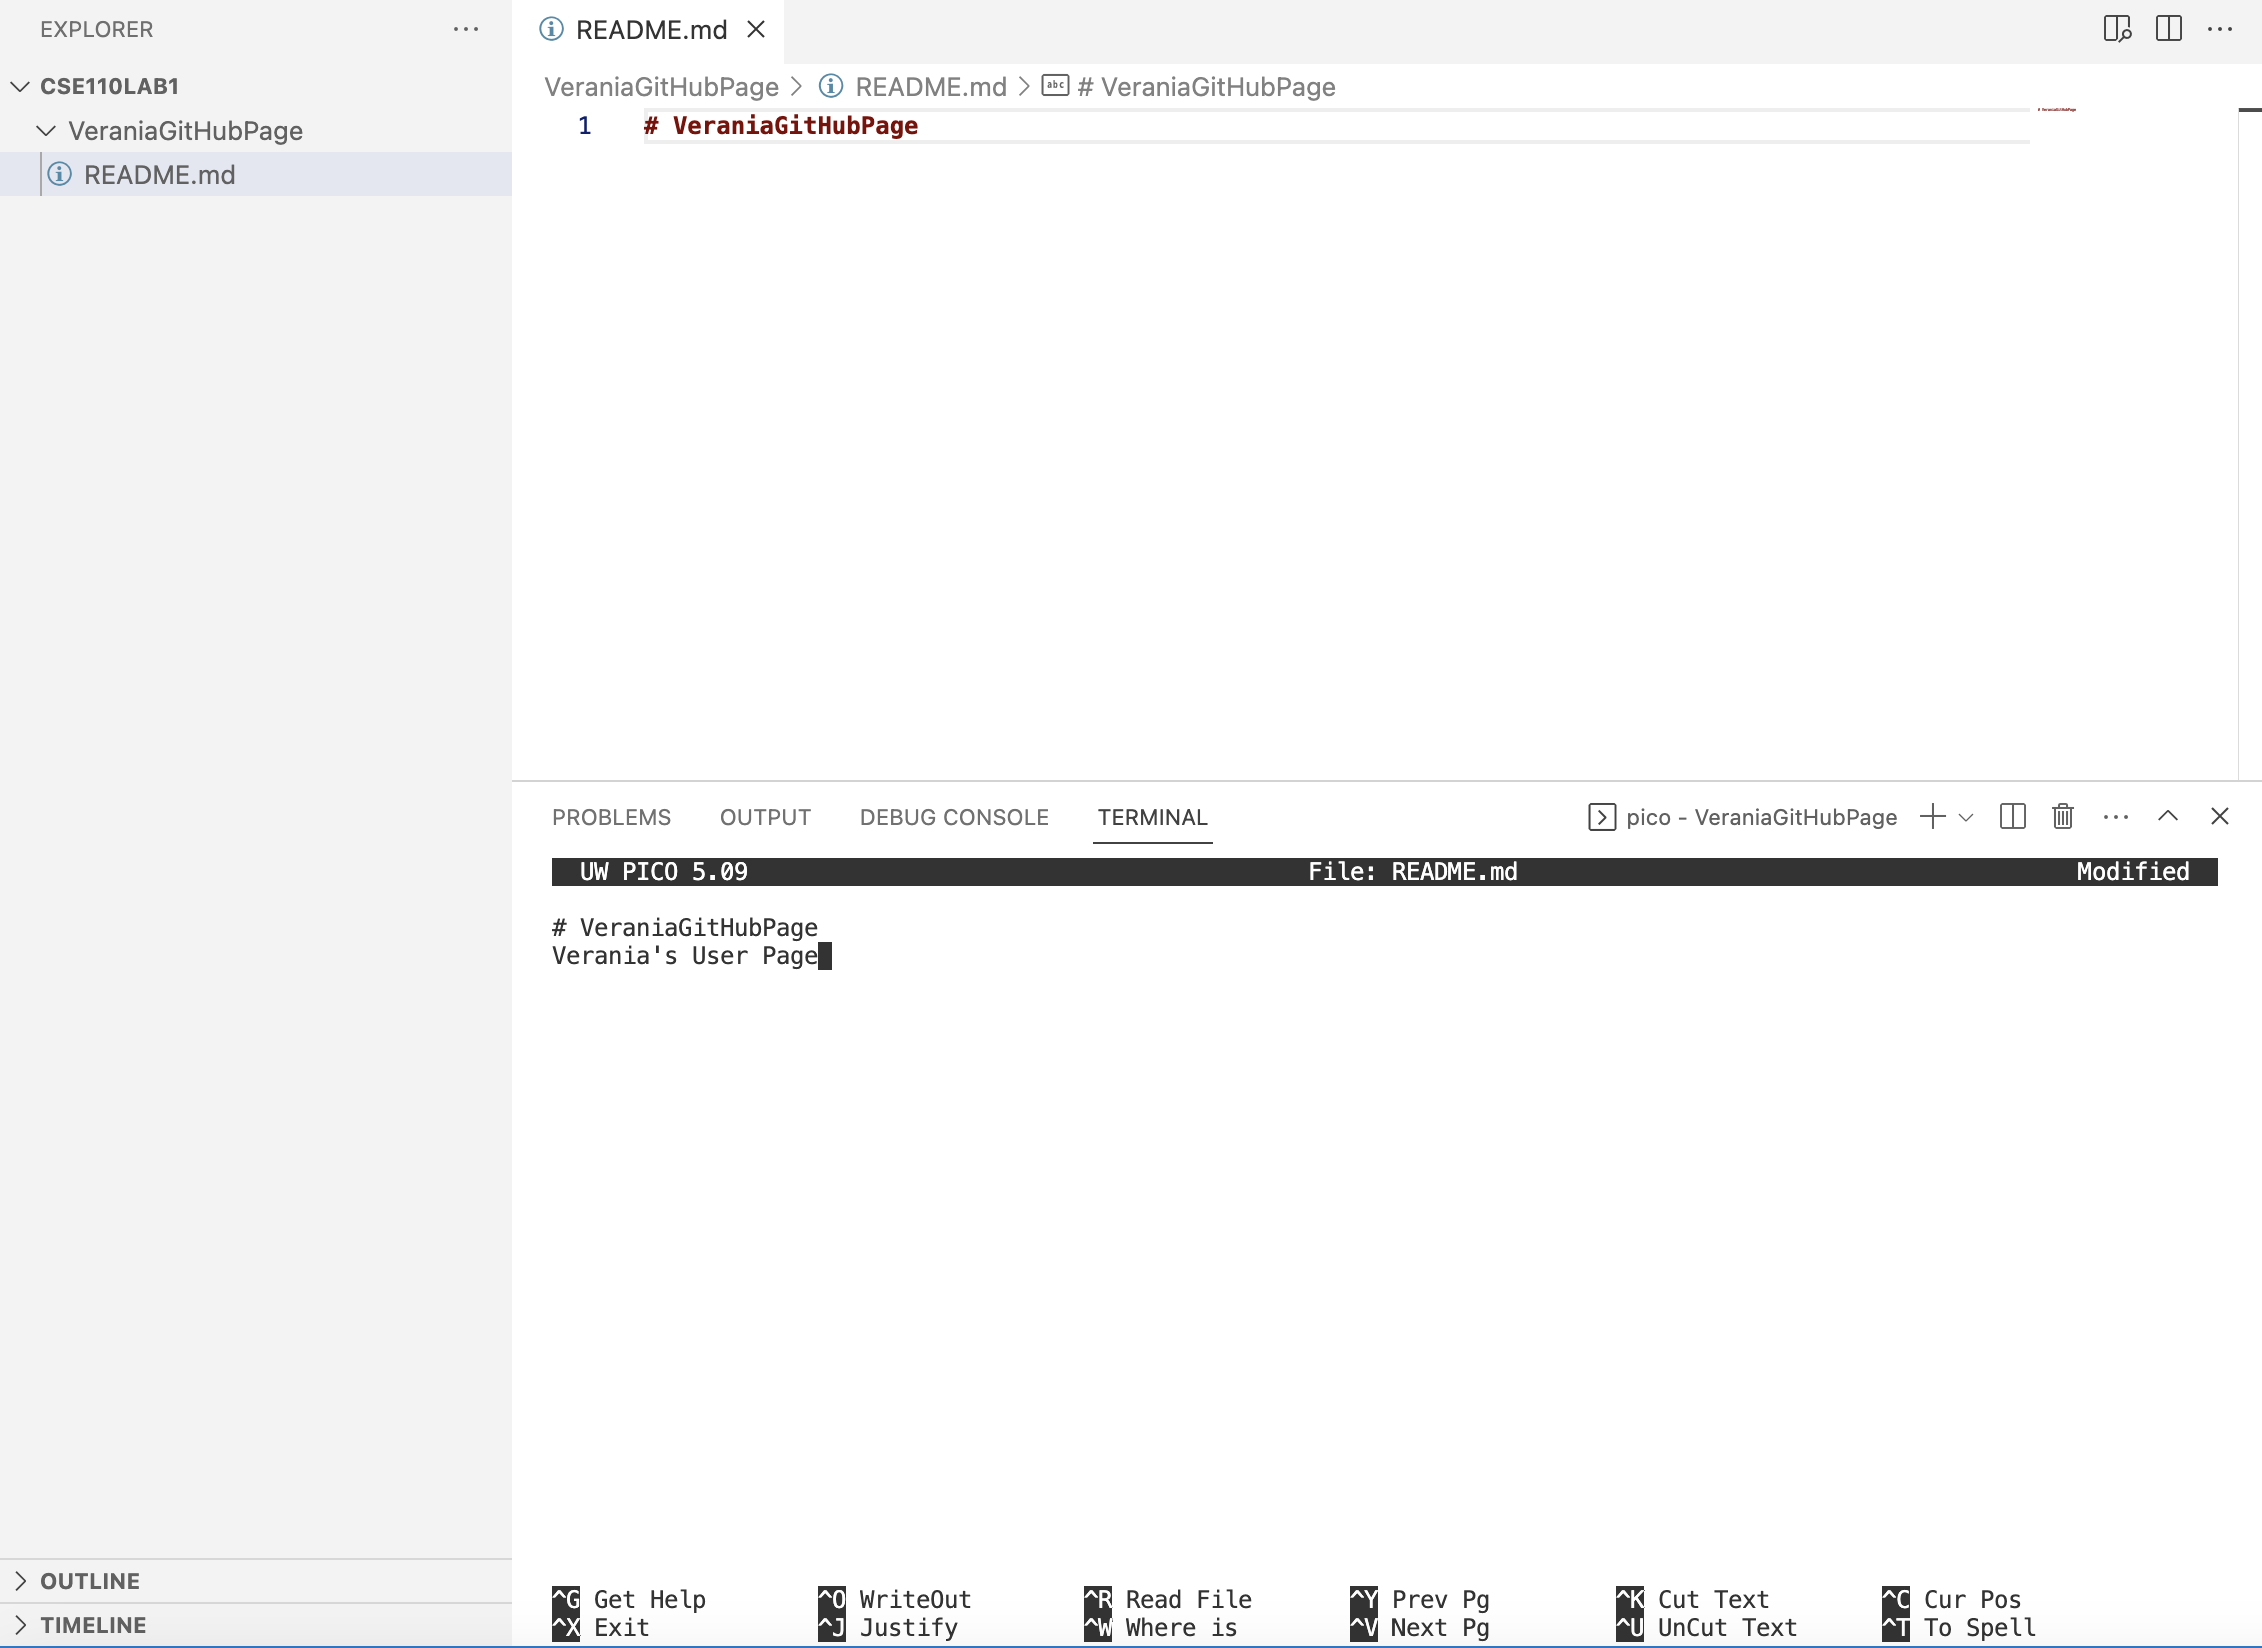 EXPLORER
CSE110LAB1
VeraniaGitHubPage
README.md
OUTLINE
TIMELINE
README.md
VeraniaGitHubPage > README.md > # VeraniaGitHubPage
1 # VeraniaGitHubPage
PROBLEMS OUTPUT DEBUG CONSOLE TERMINAL pico - VeraniaGitHubPage
UW PICO 5.09 File: README.md Modified
# VeraniaGitHubPage
Verania's User Page
^G Get Help ^O WriteOut ^R Read File ^Y Prev Pg ^K Cut Text ^C Cur Pos
^X Exit ^J Justify ^W Where is ^V Next Pg ^U UnCut Text ^T To Spell